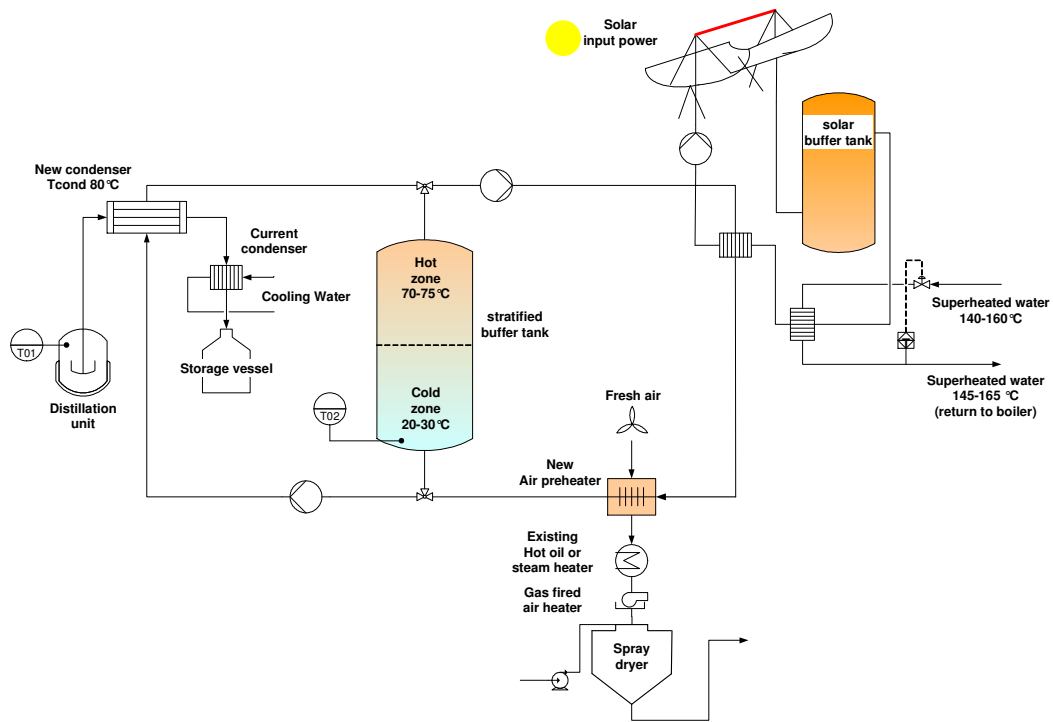 Solar
input power
solar
buffer tank
New condenser
Tcond 80°C
Current
condenser
Cooling Water
Hot
zone
70-75°C
stratified
buffer tank
Superheated water
140-160°C
T01
Storage vessel
Distillation
unit
Cold
zone
20-30°C
T02
Superheated water
145-165 °C
(return to boiler)
Fresh air
New
Air preheater
Existing
Hot oil or
steam heater
Gas fired
air heater
Spray
dryer